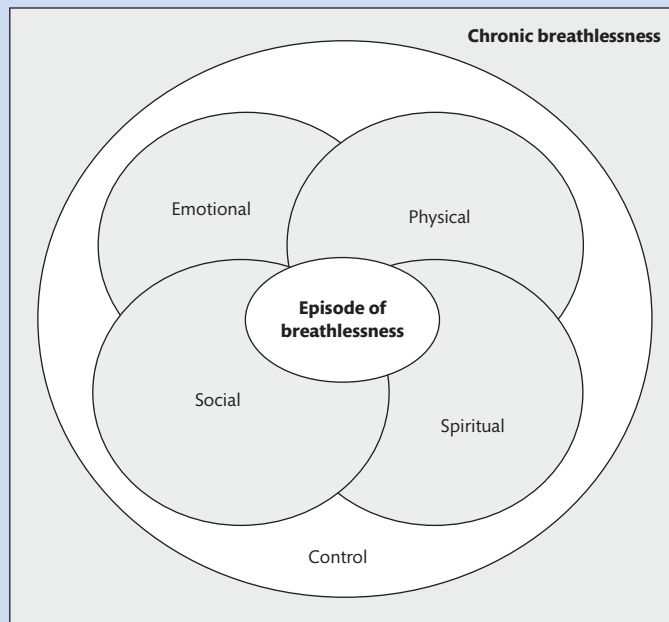 Chronic breathlessness
Emotional
Physical
Episode of
breathlessness
Social
Spiritual
Control